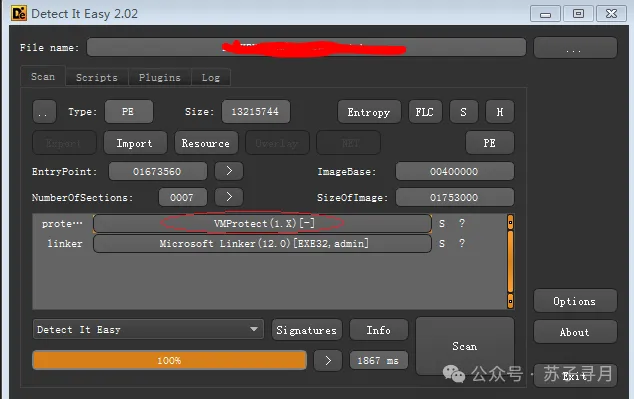 Detect It Easy 2.02
File name: ...
Scan Scripts Plugins Log
.. Type: PE Size: 13215744 Entropy FLC S H
Export Import Resource Overlay .NET PE
EntryPoint: 01673560 > ImageBase: 00400000
NumberOfSections: 0007 > SizeOfImage: 01753000
prote… VMProtect(1.X)[-] S ?
linker Microsoft Linker(12.0)[EXE32,admin] S ?
Options
Detect It Easy Signatures Info Scan About
100% > 1867 ms
Exit
公众号 · 苏子寻月